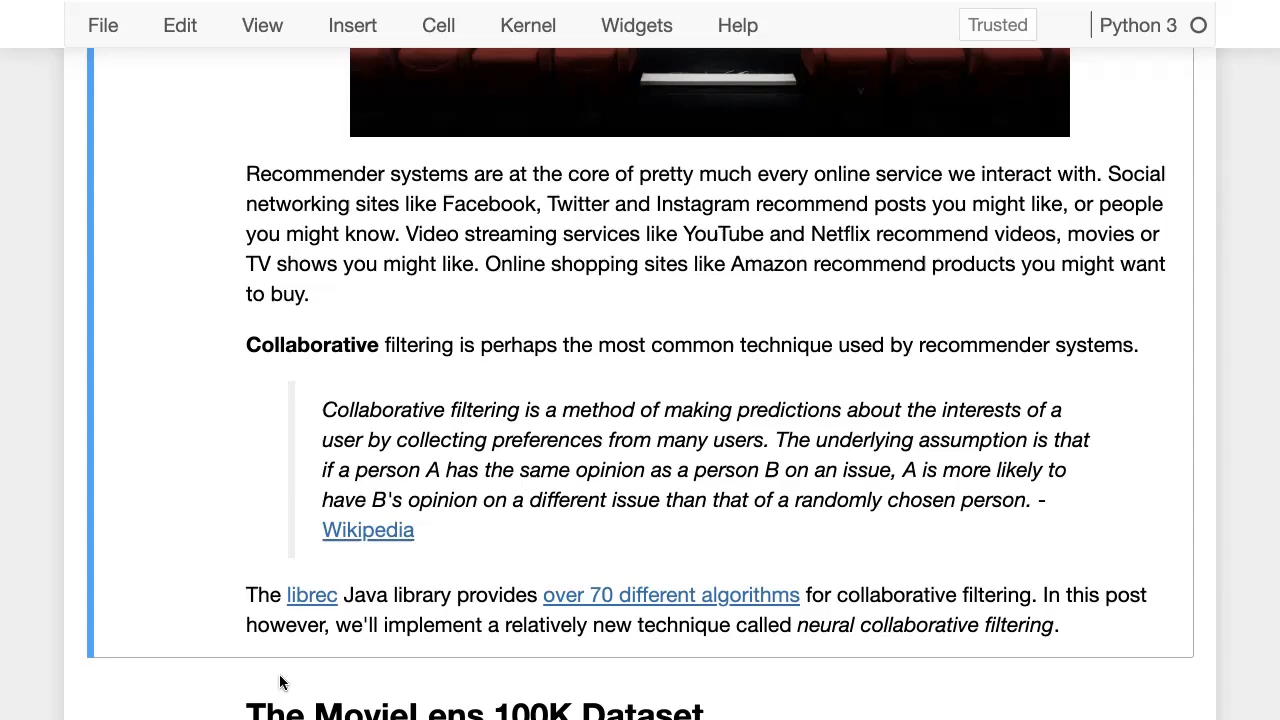 File Edit View Insert Cell Kernel Widgets Help Trusted Python 3
Recommender systems are at the core of pretty much every online service we interact with. Social
networking sites like Facebook, Twitter and Instagram recommend posts you might like, or people
you might know. Video streaming services like YouTube and Netflix recommend videos, movies or
TV shows you might like. Online shopping sites like Amazon recommend products you might want
to buy.
Collaborative filtering is perhaps the most common technique used by recommender systems.
Collaborative filtering is a method of making predictions about the interests of a
user by collecting preferences from many users. The underlying assumption is that
if a person A has the same opinion as a person B on an issue, A is more likely to
have B's opinion on a different issue than that of a randomly chosen person. -
Wikipedia
The librec Java library provides over 70 different algorithms for collaborative filtering. In this post
however, we'll implement a relatively new technique called neural collaborative filtering.
The MovieLens 100K Dataset